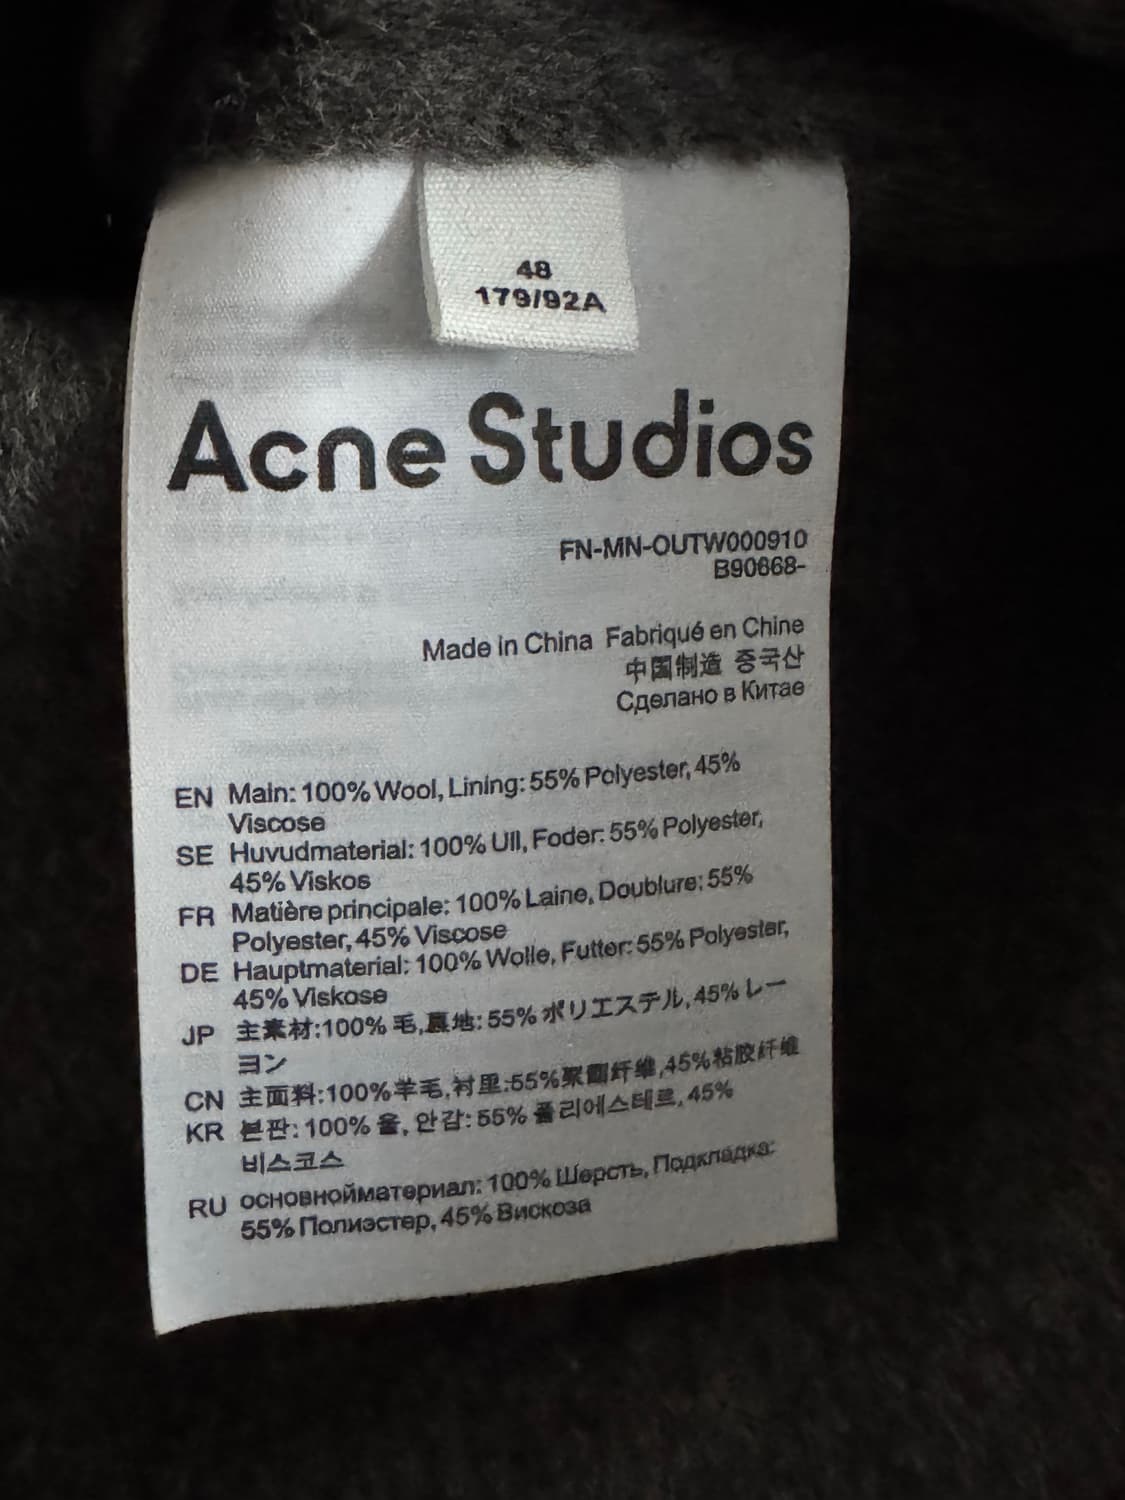 48
179/92A
Acne Studios
FN-MN-OUTW000910
B90668-
Made in China Fabriqué en Chine
中国制造 중국산
Сделано в Китае
EN Main: 100% Wool, Lining: 55% Polyester, 45%
Viscose
SE Huvudmaterial: 100% Ull, Foder: 55% Polyester,
45% Viskos
FR Matière principale: 100% Laine, Doublure: 55%
Polyester, 45% Viscose
DE Hauptmaterial: 100% Wolle, Futter: 55% Polyester,
45% Viskose
JP 主素材:100% 毛,裏地: 55% ポリエステル, 45% レー
ヨン
CN 主面料:100%羊毛,衬里:55%聚酯纤维,45%粘胶纤维
KR 본판: 100% 울, 안감: 55% 폴리에스테르, 45%
비스코스
RU основнойматериал: 100% Шерсть, Подкладка:
55% Полиэстер, 45% Вискоза